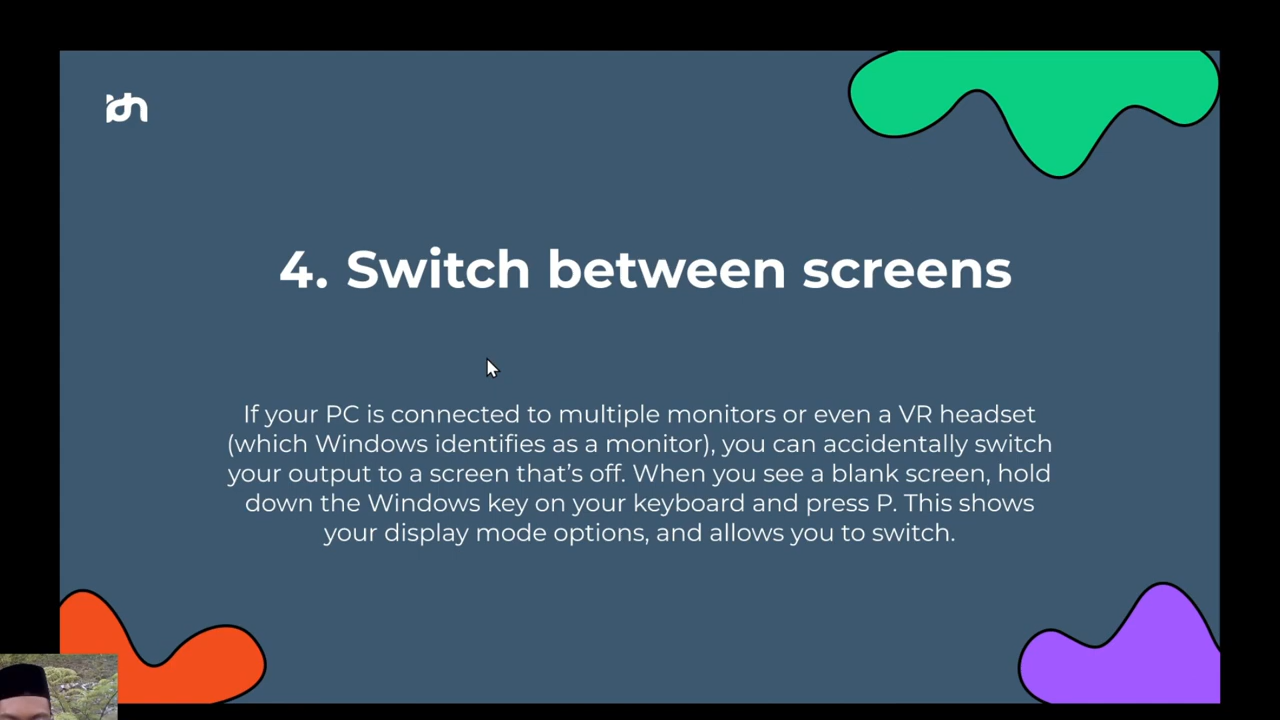 4. Switch between screens
If your PC is connected to multiple monitors or even a VR headset
(which Windows identifies as a monitor), you can accidentally switch
your output to a screen that’s off. When you see a blank screen, hold
down the Windows key on your keyboard and press P. This shows
your display mode options, and allows you to switch.